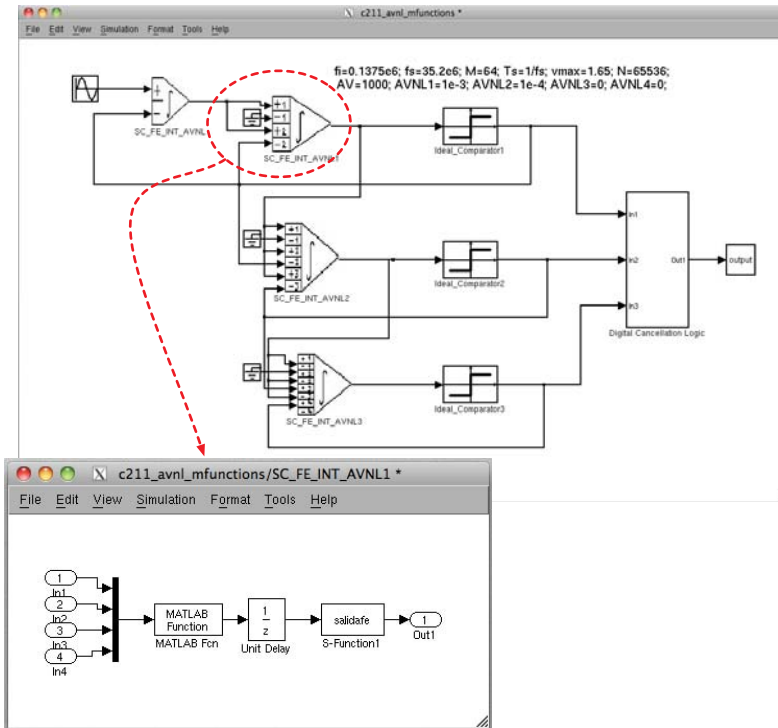 X c211_avnl_mfunctions *
File Edit View Simulation Format Tools Help
fi=0.1375e6; fs=35.2e6; M=64; Ts=1/fs; vmax=1.65; N=65536;
AV=1000; AVNL1=1e-3; AVNL2=1e-4; AVNL3=0; AVNL4=0;
SC_FE_INT_AVNL
+1
-1
+2
-2
SC_FE_INT_AVNL1
Ideal_Comparator1
SC_FE_INT_AVNL2
Ideal_Comparator2
SC_FE_INT_AVNL3
Ideal_Comparator3
In1
In2
In3
Out1
Digital Cancellation Logic
output
X c211_avnl_mfunctions/SC_FE_INT_AVNL1 *
File Edit View Simulation Format Tools Help
1
In1
2
In2
3
In3
4
In4
MATLAB
Function
MATLAB Fcn
1
z
Unit Delay
salidafe
S-Function1
1
Out1